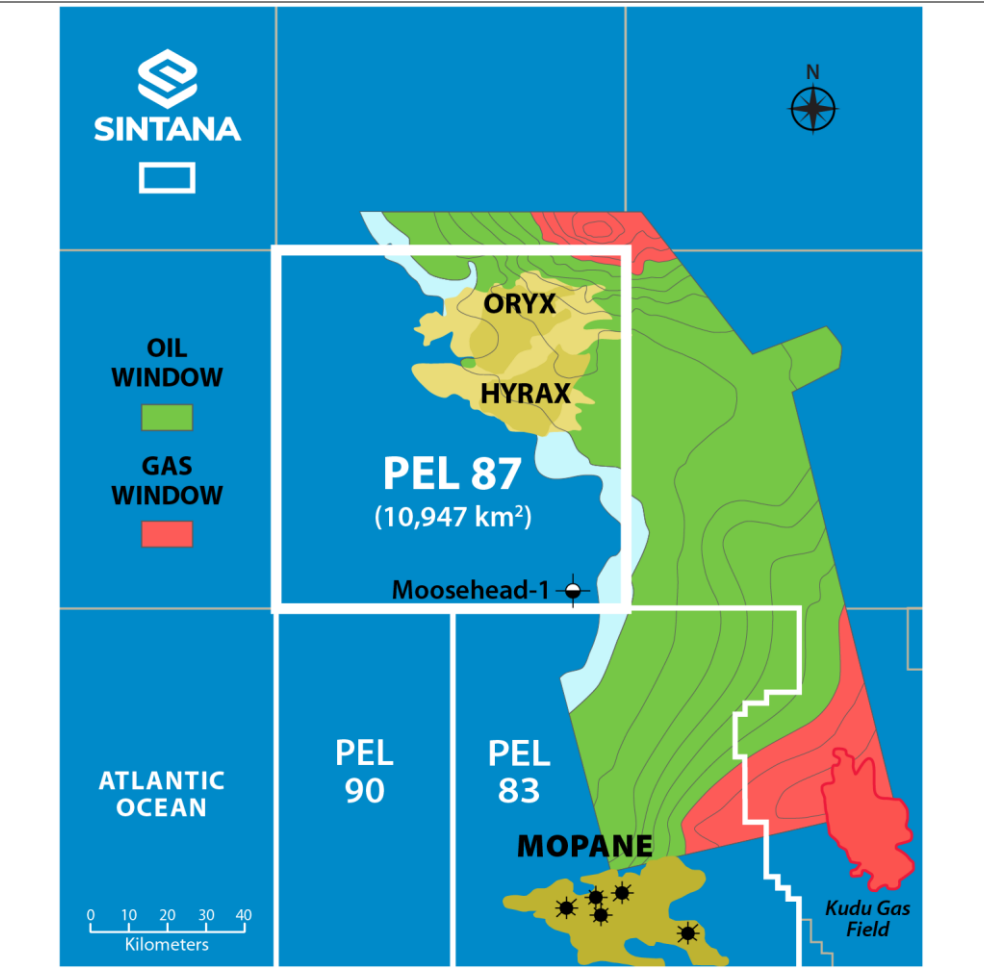 SINTANA
N
OIL
WINDOW
GAS
WINDOW
ORYX
HYRAX
PEL 87
(10,947 km²)
Moosehead-1
PEL
90
PEL
83
ATLANTIC
OCEAN
MOPANE
0 10 20 30 40
Kilometers
Kudu Gas
Field